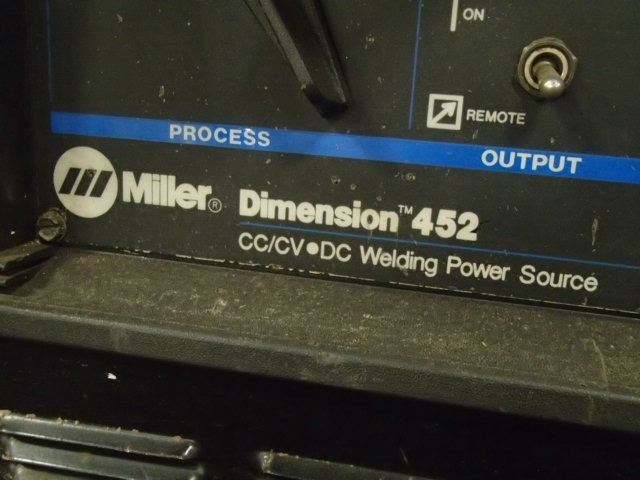 ON
REMOTE
PROCESS
OUTPUT
Miller® Dimension™ 452
CC/CV•DC Welding Power Source